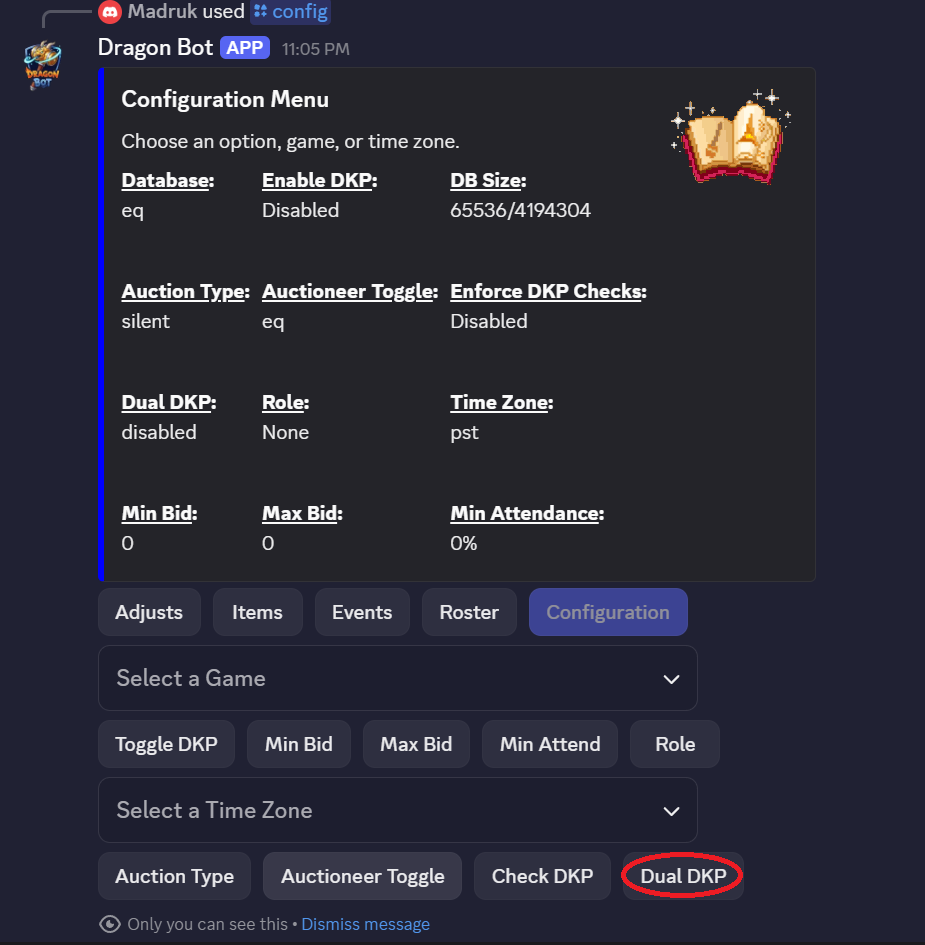 Madruk used config
Dragon Bot APP 11:05 PM
DRAGON
BOT
Configuration Menu
Choose an option, game, or time zone.
Database: Enable DKP: DB Size:
eq Disabled 65536/4194304
Auction Type: Auctioneer Toggle: Enforce DKP Checks:
silent eq Disabled
Dual DKP: Role: Time Zone:
disabled None pst
Min Bid: Max Bid: Min Attendance:
0 0 0%
Adjusts Items Events Roster Configuration
Select a Game
Toggle DKP Min Bid Max Bid Min Attend Role
Select a Time Zone
Auction Type Auctioneer Toggle Check DKP Dual DKP
Only you can see this • Dismiss message